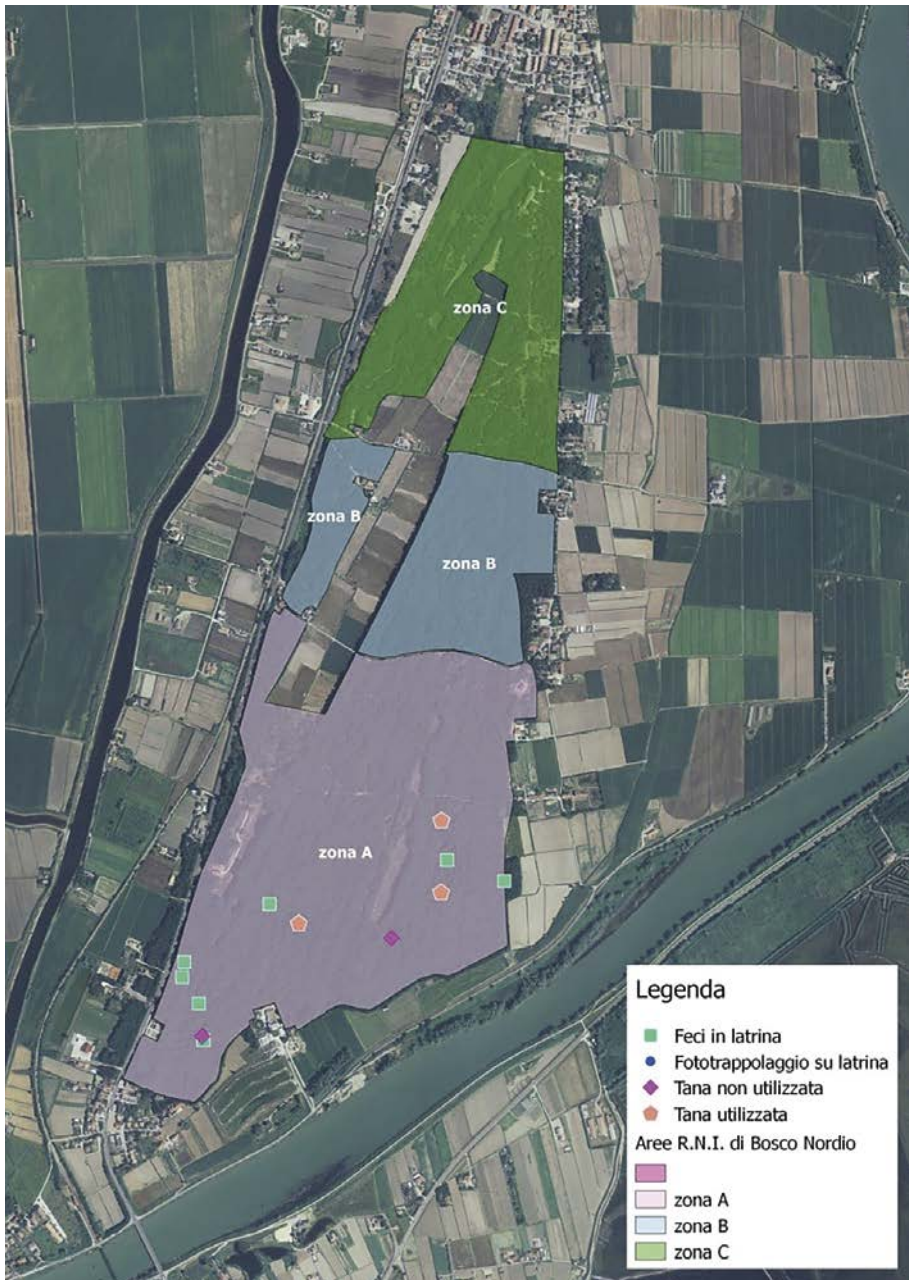 zona C
zona B
zona B
zona A
Legenda
Feci in latrina
Fototrappolaggio su latrina
Tana non utilizzata
Tana utilizzata
Aree R.N.I. di Bosco Nordio
zona A
zona B
zona C